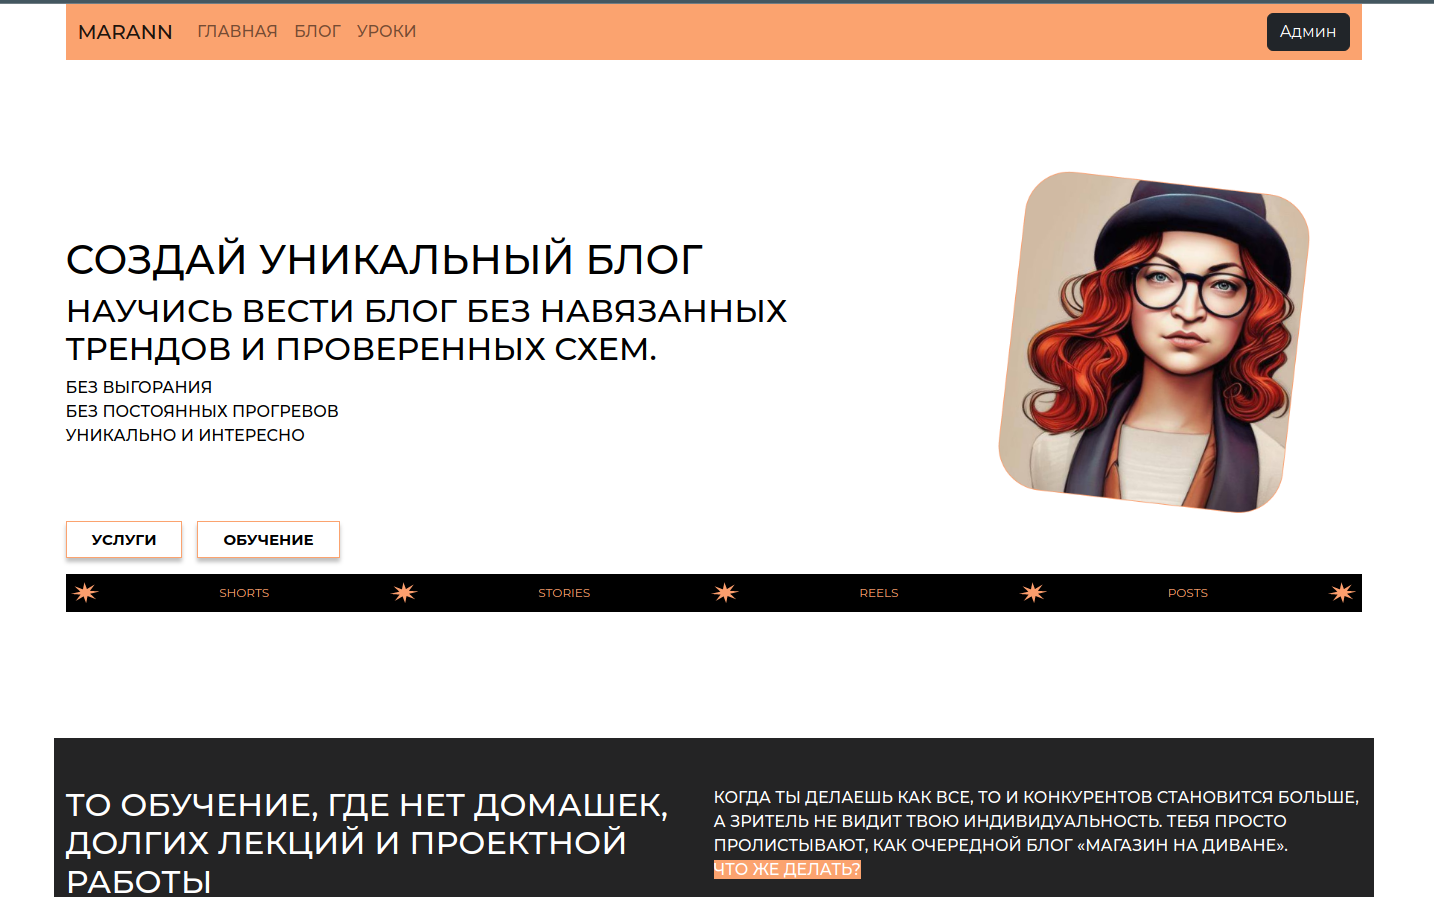 MARANN ГЛАВНАЯ БЛОГ УРОКИ Админ
СОЗДАЙ УНИКАЛЬНЫЙ БЛОГ
НАУЧИСЬ ВЕСТИ БЛОГ БЕЗ НАВЯЗАННЫХ
ТРЕНДОВ И ПРОВЕРЕННЫХ СХЕМ.
БЕЗ ВЫГОРАНИЯ
БЕЗ ПОСТОЯННЫХ ПРОГРЕВОВ
УНИКАЛЬНО И ИНТЕРЕСНО
УСЛУГИ ОБУЧЕНИЕ
SHORTS STORIES REELS POSTS
ТО ОБУЧЕНИЕ, ГДЕ НЕТ ДОМАШЕК,
ДОЛГИХ ЛЕКЦИЙ И ПРОЕКТНОЙ
РАБОТЫ
КОГДА ТЫ ДЕЛАЕШЬ КАК ВСЕ, ТО И КОНКУРЕНТОВ СТАНОВИТСЯ БОЛЬШЕ,
А ЗРИТЕЛЬ НЕ ВИДИТ ТВОЮ ИНДИВИДУАЛЬНОСТЬ. ТЕБЯ ПРОСТО
ПРОЛИСТЫВАЮТ, КАК ОЧЕРЕДНОЙ БЛОГ «МАГАЗИН НА ДИВАНЕ».
ЧТО ЖЕ ДЕЛАТЬ?